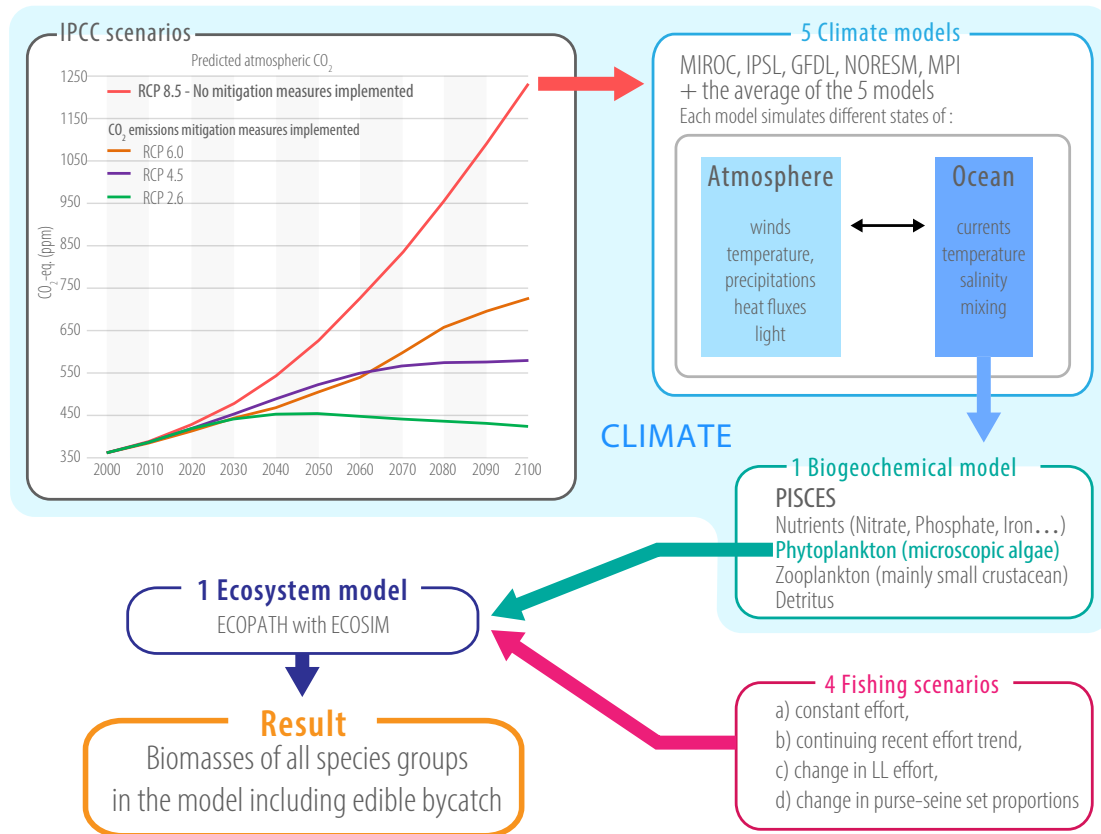 IPCC scenarios
Predicted atmospheric CO2
CO2-eq. (ppm)
1250
1150
1050
950
850
750
650
550
450
350
RCP 8.5 - No mitigation measures implemented
CO2 emissions mitigation measures implemented
RCP 6.0
RCP 4.5
RCP 2.6
2000 2010 2020 2030 2040 2050 2060 2070 2080 2090 2100
5 Climate models
MIROC, IPSL, GFDL, NORESM, MPI
+ the average of the 5 models
Each model simulates different states of :
Atmosphere
winds
temperature,
precipitations
heat fluxes
light
Ocean
currents
temperature
salinity
mixing
CLIMATE
1 Biogeochemical model
PISCES
Nutrients (Nitrate, Phosphate, Iron…)
Phytoplankton (microscopic algae)
Zooplankton (mainly small crustacean)
Detritus
1 Ecosystem model
ECOPATH with ECOSIM
4 Fishing scenarios
a) constant effort,
b) continuing recent effort trend,
c) change in LL effort,
d) change in purse-seine set proportions
Result
Biomasses of all species groups
in the model including edible bycatch